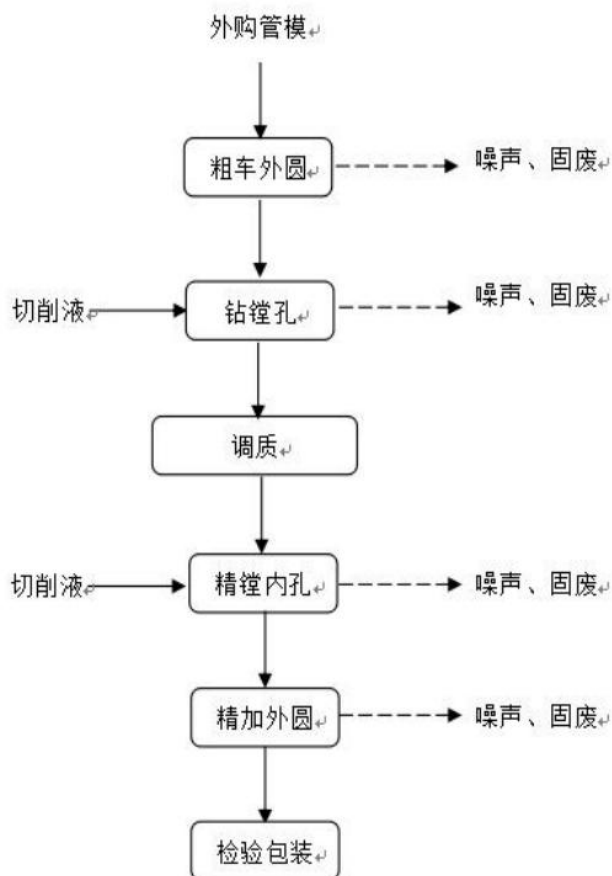 外购管模
粗车外圆
噪声、固废
切削液
钻镗孔
噪声、固废
调质
切削液
精镗内孔
噪声、固废
精加外圆
噪声、固废
检验包装